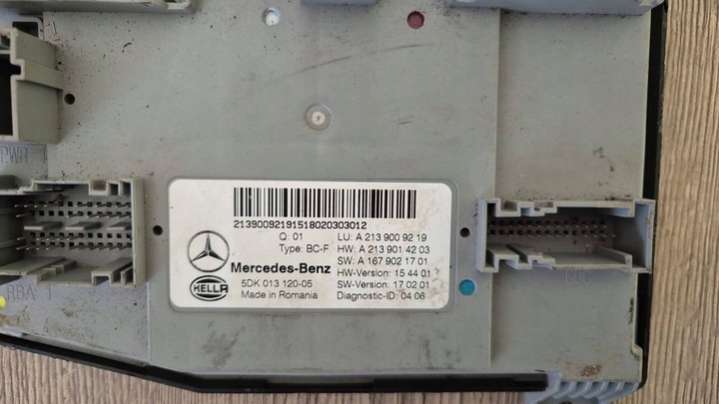 21390092191518020303012
Q: 01
LU: A 213 900 92 19
Type: BC-F
HW: A 213 901 42 03
SW: A 167 902 17 01
Mercedes-Benz
HW-Version: 15 44 01
HELLA
5DK 013 120-05
SW-Version: 17 02 01
Made in Romania
Diagnostic-ID: 04 06